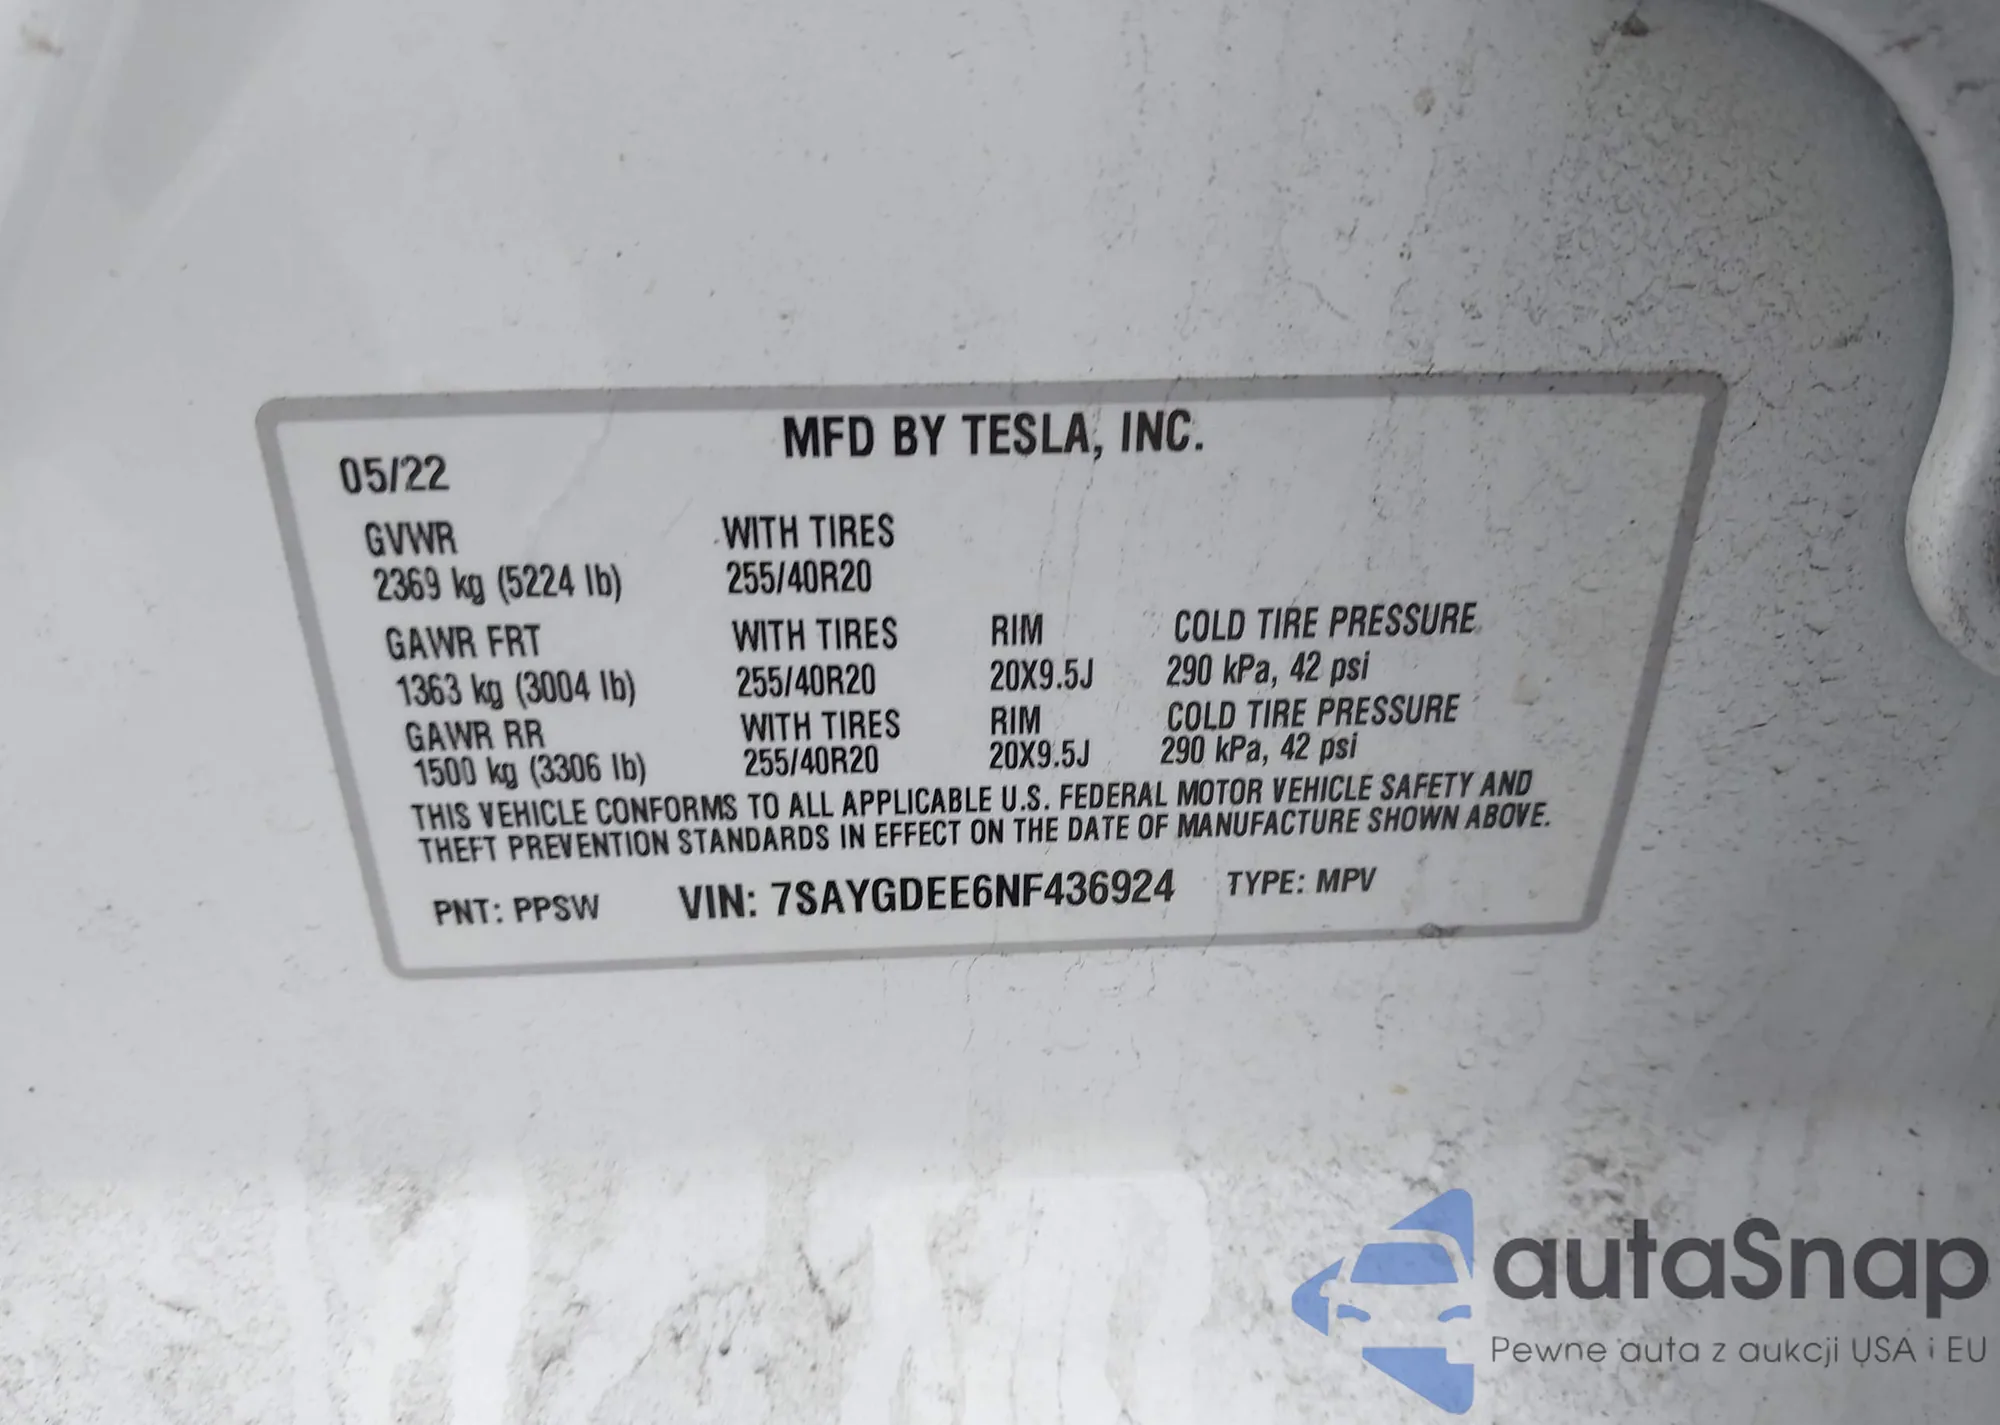 MFD BY TESLA, INC.
05/22
GVWR WITH TIRES
2369 kg (5224 lb) 255/40R20
GAWR FRT WITH TIRES RIM COLD TIRE PRESSURE
1363 kg (3004 lb) 255/40R20 20X9.5J 290 kPa, 42 psi
GAWR RR WITH TIRES RIM COLD TIRE PRESSURE
1500 kg (3306 lb) 255/40R20 20X9.5J 290 kPa, 42 psi
THIS VEHICLE CONFORMS TO ALL APPLICABLE U.S. FEDERAL MOTOR VEHICLE SAFETY AND
THEFT PREVENTION STANDARDS IN EFFECT ON THE DATE OF MANUFACTURE SHOWN ABOVE.
PNT: PPSW VIN: 7SAYGDEE6NF436924 TYPE: MPV
autaSnap
Pewne auta z aukcji USA i EU